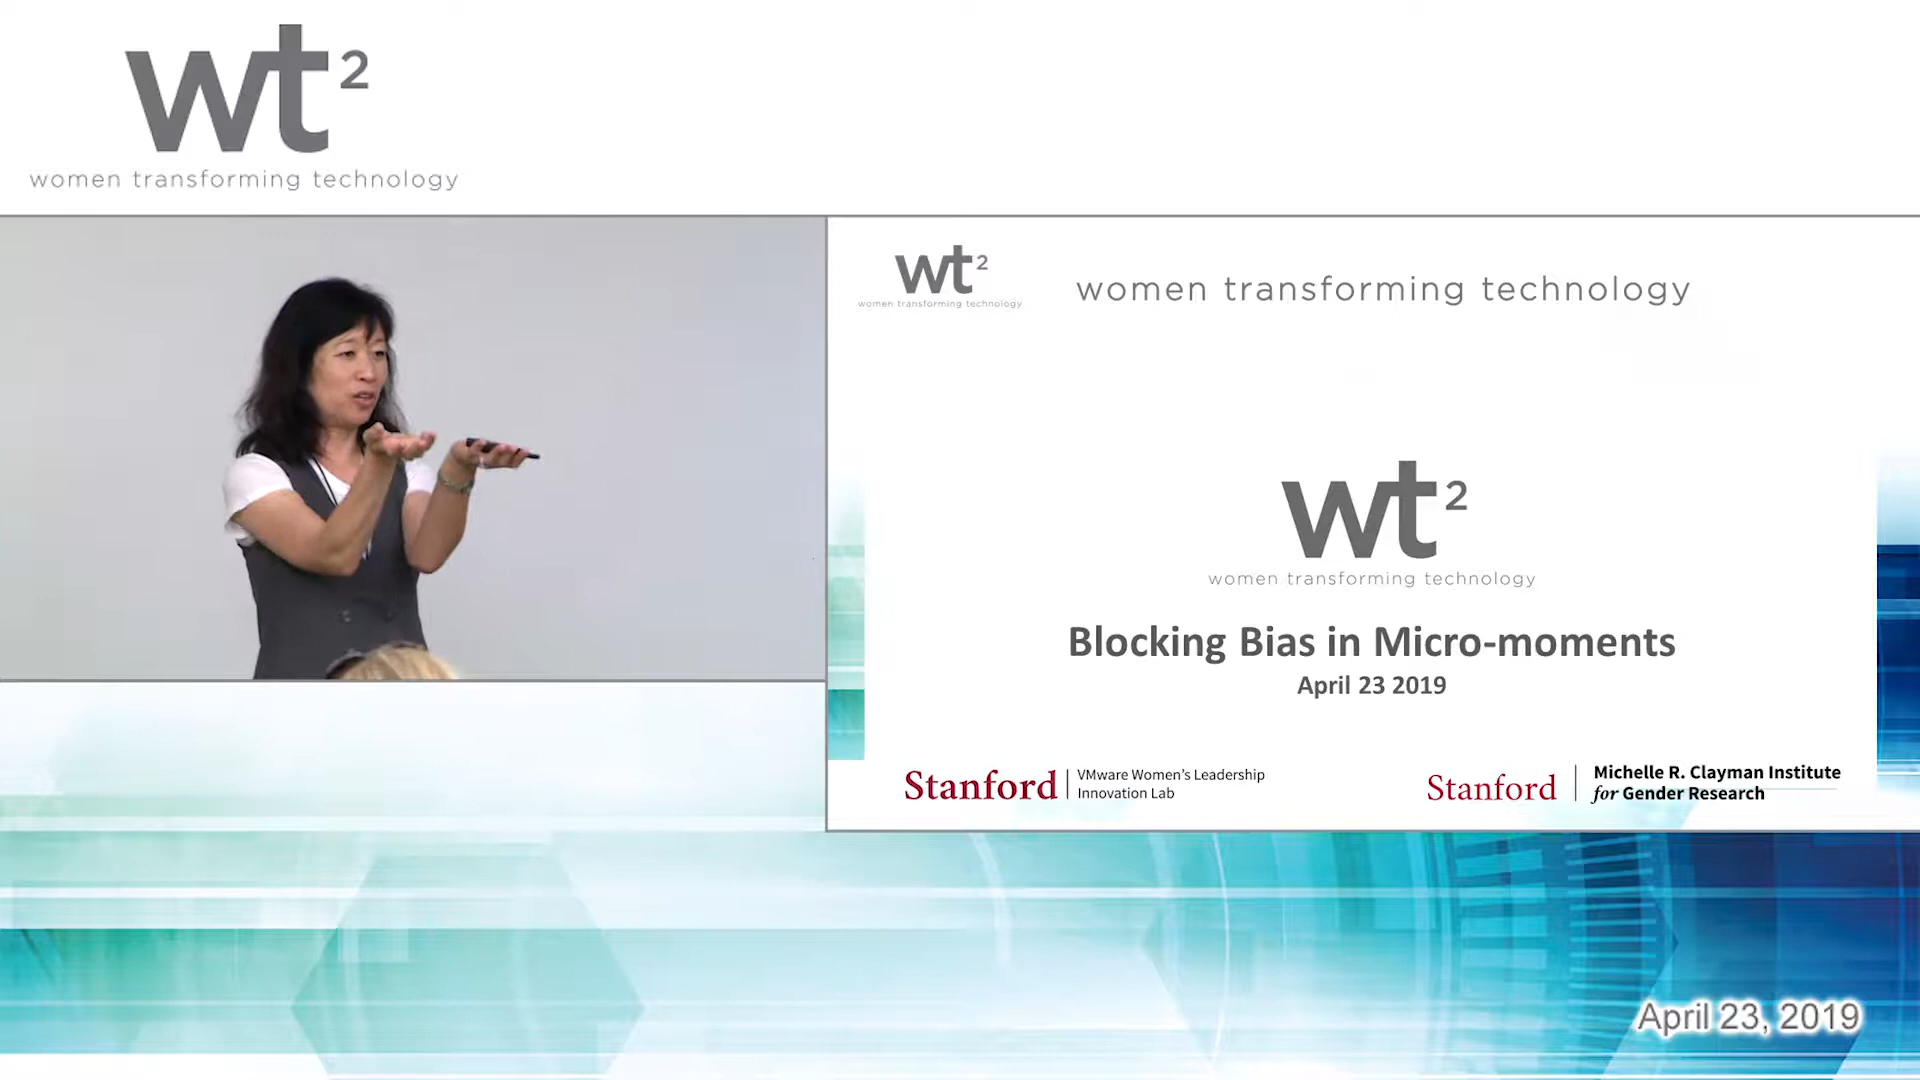 wt2
women transforming technology
wt2
women transforming technology
women transforming technology
wt2
women transforming technology
Blocking Bias in Micro-moments
April 23 2019
Stanford
VMware Women's Leadership
Innovation Lab
Stanford
Michelle R. Clayman Institute
for Gender Research
April 23, 2019